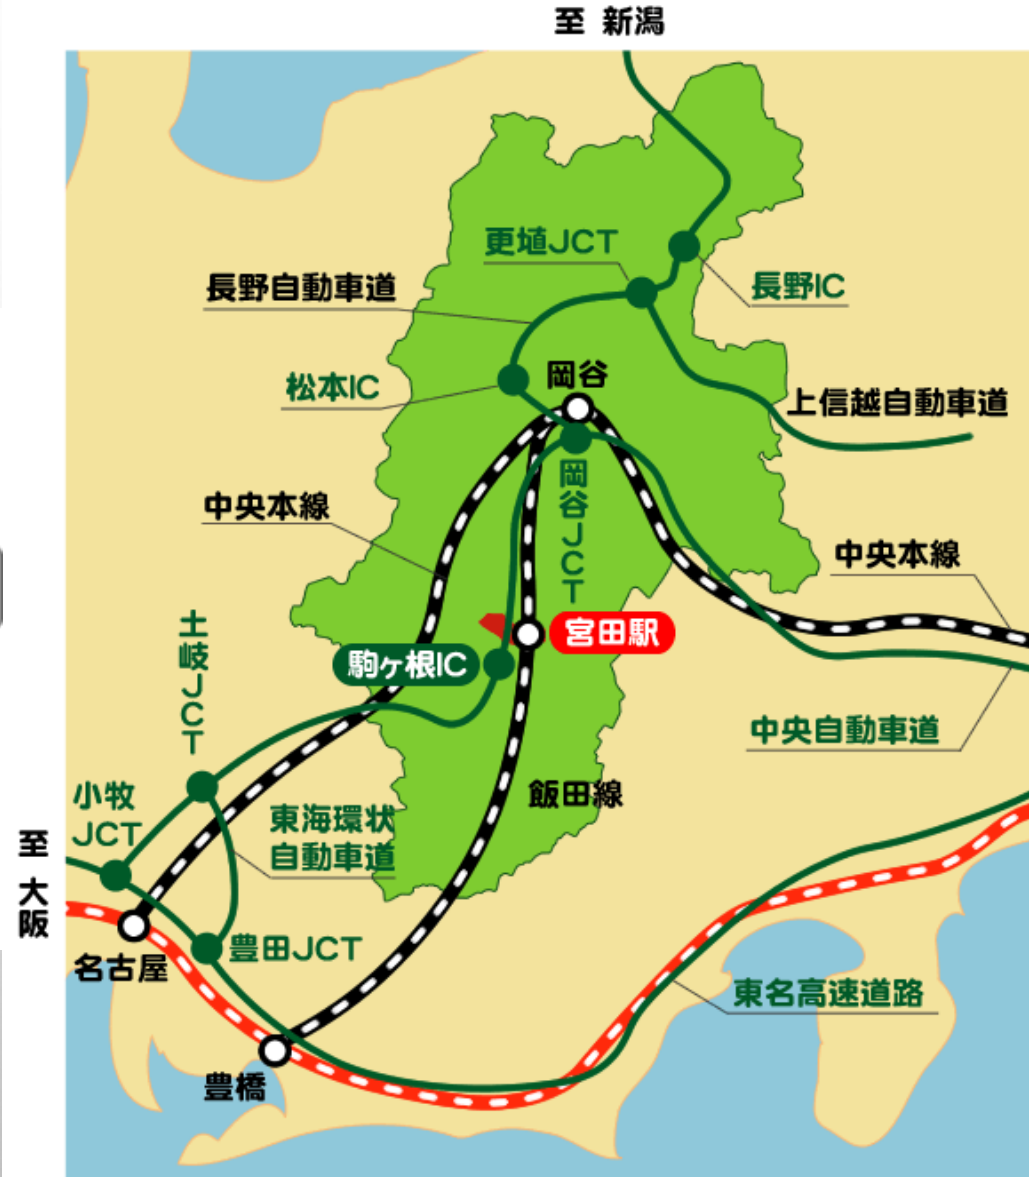 至 新潟
更埴JCT
長野自動車道
長野IC
松本IC
岡谷
上信越自動車道
岡谷JCT
中央本線
中央本線
宮田駅
駒ヶ根IC
土岐JCT
中央自動車道
小牧
JCT
飯田線
東海環状
自動車道
至 大阪
豊田JCT
名古屋
東名高速道路
豊橋